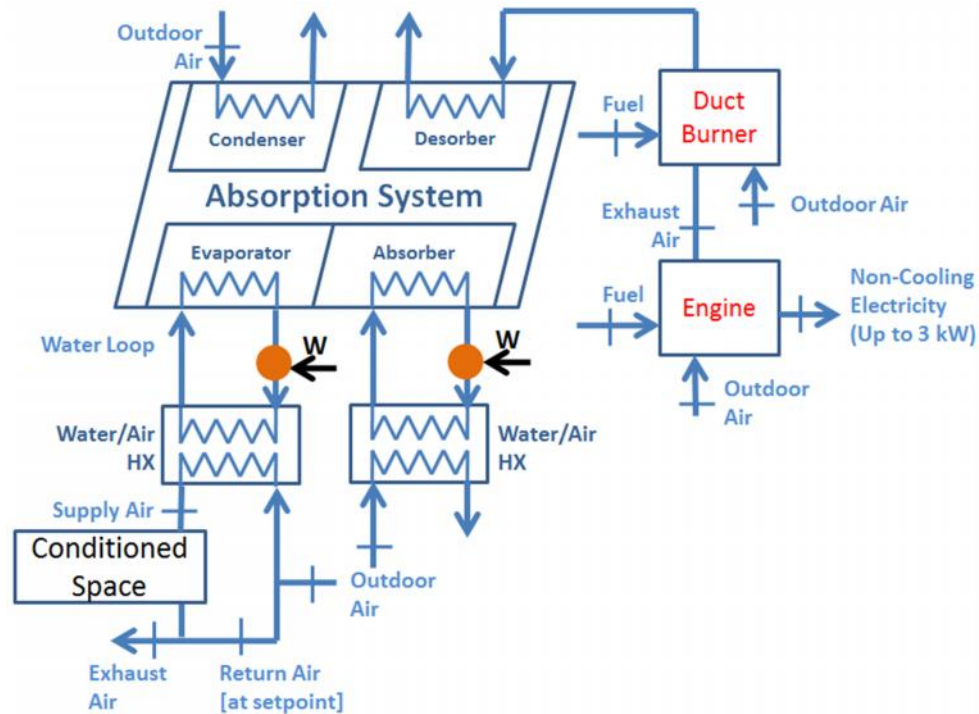 Outdoor
Air
Condenser
Desorber
Fuel
Duct
Burner
Absorption System
Exhaust
Air
Outdoor Air
Evaporator
Absorber
Fuel
Engine
Non-Cooling
Electricity
(Up to 3 kW)
Water Loop
W
W
Outdoor
Air
Water/Air
HX
Water/Air
HX
Supply Air
Conditioned
Space
Outdoor
Air
Exhaust
Air
Return Air
[at setpoint]